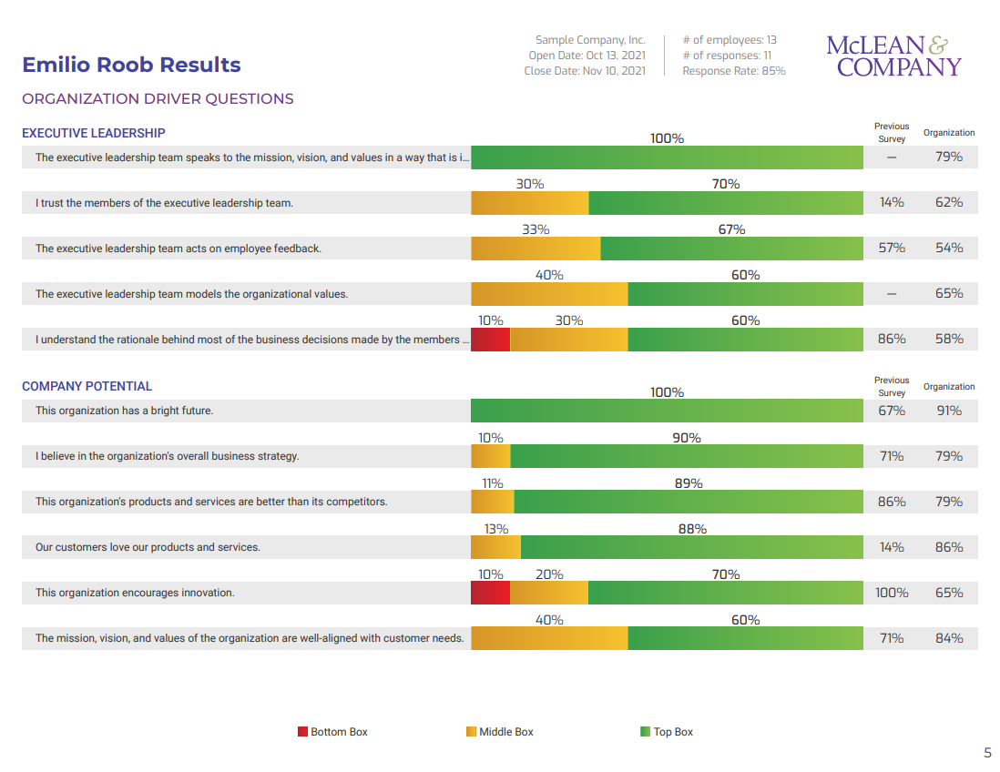 Emilio Roob Results
Sample Company, Inc.
Open Date: Oct 13, 2021
Close Date: Nov 10, 2021
# of employees: 13
# of responses: 11
Response Rate: 85%
McLEAN &
COMPANY
ORGANIZATION DRIVER QUESTIONS
EXECUTIVE LEADERSHIP
Previous
Survey
Organization
100%
The executive leadership team speaks to the mission, vision, and values in a way that is i... — 79%
30% 70%
I trust the members of the executive leadership team. 14% 62%
33% 67%
The executive leadership team acts on employee feedback. 57% 54%
40% 60%
The executive leadership team models the organizational values. — 65%
10% 30% 60%
I understand the rationale behind most of the business decisions made by the members ... 86% 58%
COMPANY POTENTIAL
Previous
Survey
Organization
100%
This organization has a bright future. 67% 91%
10% 90%
I believe in the organization's overall business strategy. 71% 79%
11% 89%
This organization's products and services are better than its competitors. 86% 79%
13% 88%
Our customers love our products and services. 14% 86%
10% 20% 70%
This organization encourages innovation. 100% 65%
40% 60%
The mission, vision, and values of the organization are well-aligned with customer needs. 71% 84%
Bottom Box Middle Box Top Box
5